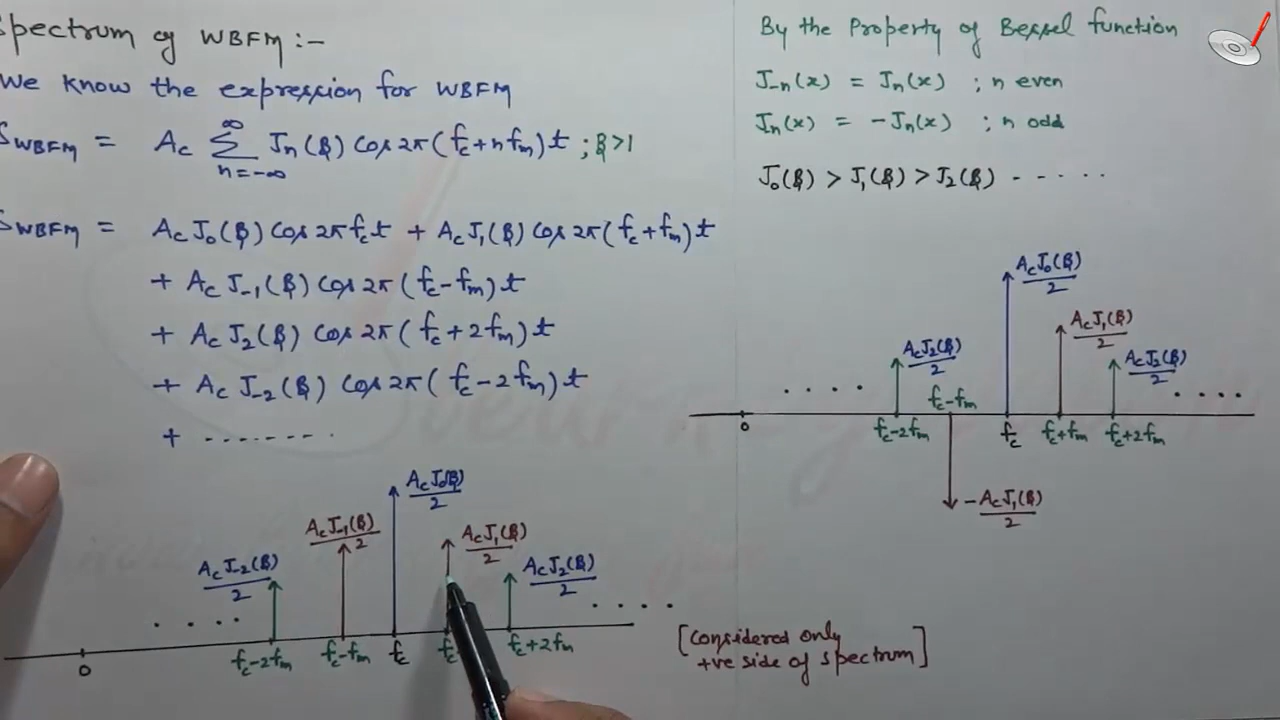 Spectrum of WBFM :-
We know the expression for WBFM
SWBFM = Ac ∞ Σ n=-∞ Jn(β) Cos 2π(fc+nfm)t ; β>1
SWBFM = AcJ0(β) Cos 2πfct + AcJ1(β) Cos 2π(fc+fm)t
+ AcJ-1(β) Cos 2π(fc-fm)t
+ AcJ2(β) Cos 2π(fc+2fm)t
+ AcJ-2(β) Cos 2π(fc-2fm)t
+ .........
AcJ-2(β)/2
AcJ-1(β)/2
AcJ0(β)/2
AcJ1(β)/2
AcJ2(β)/2
0 fc-2fm fc-fm fc fc+2fm
By the Property of Bessel function
J-n(x) = Jn(x) ; n even
Jn(x) = -Jn(x) ; n odd
J0(β) > J1(β) > J2(β) ------
AcJ0(β)/2
AcJ1(β)/2
AcJ2(β)/2
AcJ2(β)/2
fc-fm
0 fc-2fm fc fc+fm fc+2fm
-AcJ1(β)/2
[Considered only
+ve side of spectrum]